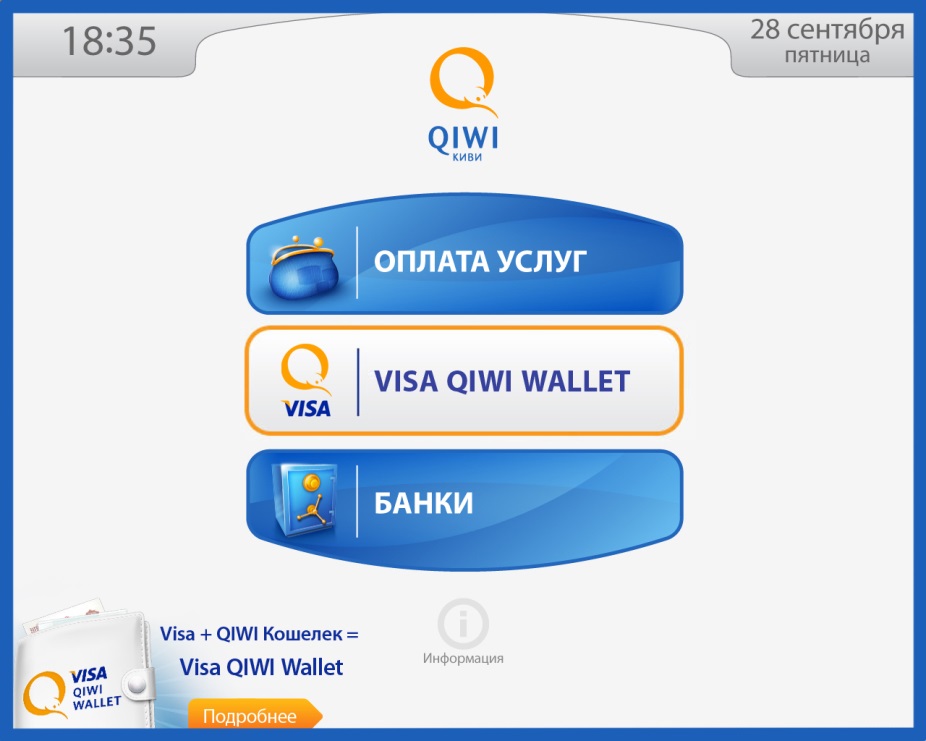 18:35
28 сентября
пятница
QIWI
КИВИ
ОПЛАТА УСЛУГ
VISA
VISA QIWI WALLET
БАНКИ
Информация
Visa + QIWI Кошелек =
Visa QIWI Wallet
VISA
QIWI
WALLET
Подробнее